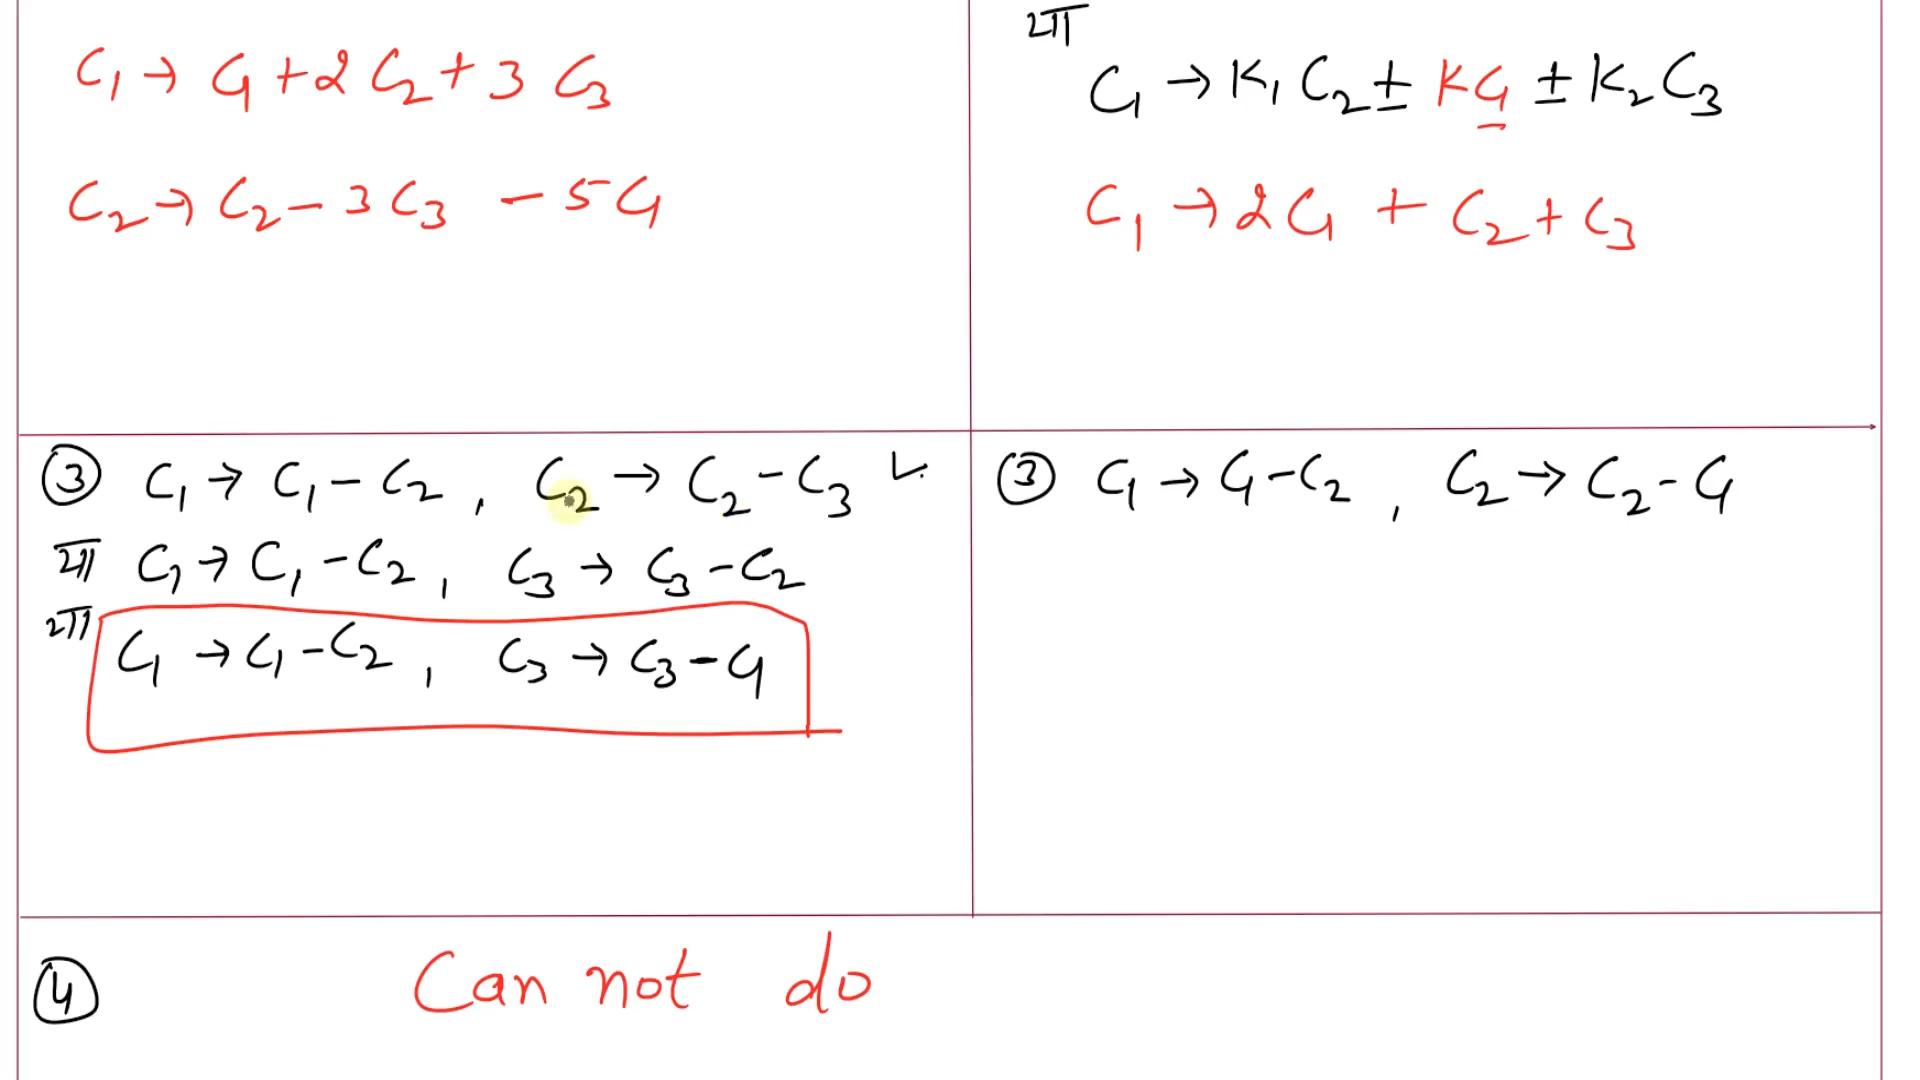 C₁ → C₁ + 2 C₂ + 3 C₃
C₂ → C₂ - 3 C₃ - 5 C₁
या
C₁ → K₁ C₂ ± K C₁ ± K₂ C₃
C₁ → 2 C₁ + C₂ + C₃
③ C₁ → C₁ - C₂ , C₂ → C₂ - C₃ ✓
या C₁ → C₁ - C₂ , C₃ → C₃ - C₂
या C₁ → C₁ - C₂ , C₃ → C₃ - C₁
③ C₁ → C₁ - C₂ , C₂ → C₂ - C₁
④ Can not do